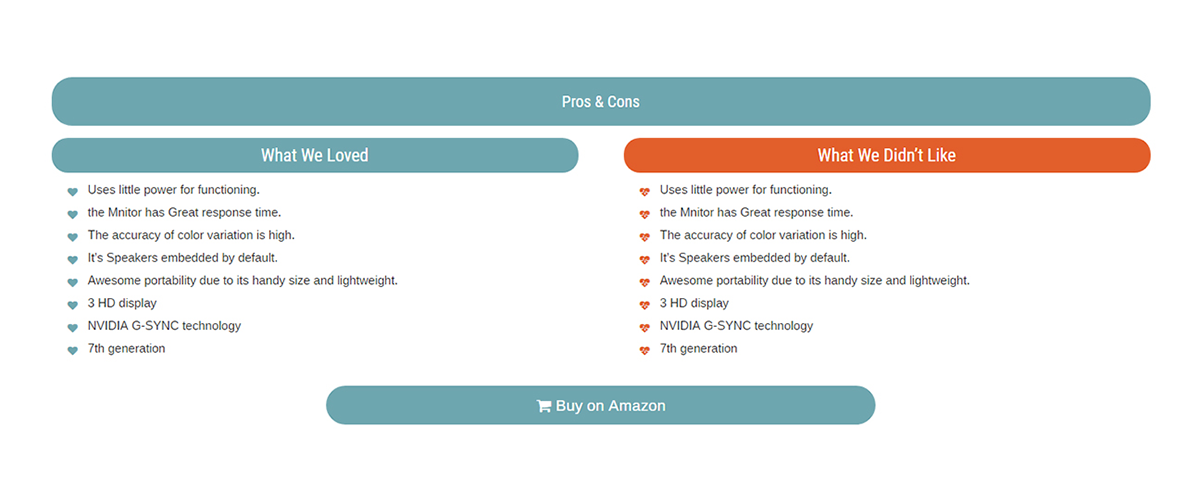 Pros & Cons
What We Loved
Uses little power for functioning.
the Mnitor has Great response time.
The accuracy of color variation is high.
It's Speakers embedded by default.
Awesome portability due to its handy size and lightweight.
3 HD display
NVIDIA G-SYNC technology
7th generation
What We Didn’t Like
Uses little power for functioning.
the Mnitor has Great response time.
The accuracy of color variation is high.
It's Speakers embedded by default.
Awesome portability due to its handy size and lightweight.
3 HD display
NVIDIA G-SYNC technology
7th generation
Buy on Amazon